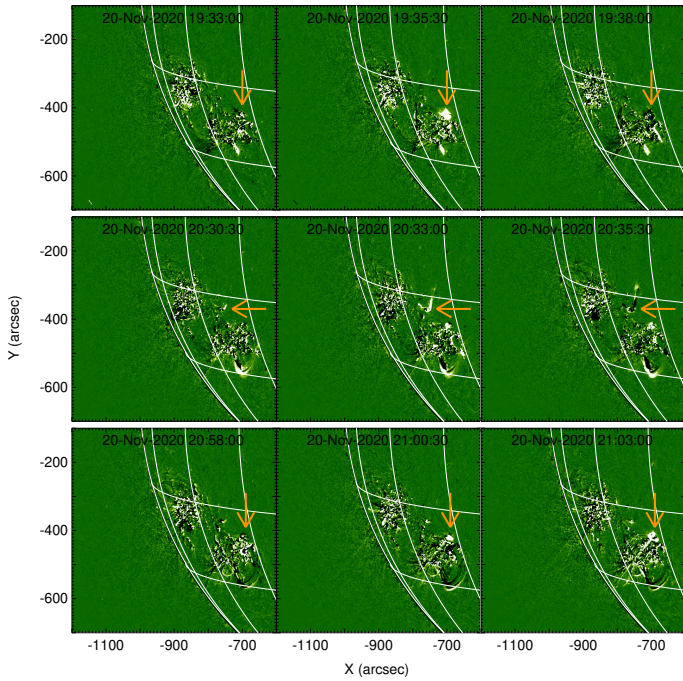 20-Nov-2020 19:33:00 20-Nov-2020 19:35:30 20-Nov-2020 19:38:00
-200
-400
-600
20-Nov-2020 20:30:30 20-Nov-2020 20:33:00 20-Nov-2020 20:35:30
-200
-400
-600
Y (arcsec)
20-Nov-2020 20:58:00 20-Nov-2020 21:00:30 20-Nov-2020 21:03:00
-200
-400
-600
-1100 -900 -700 -1100 -900 -700 -1100 -900 -700
X (arcsec)